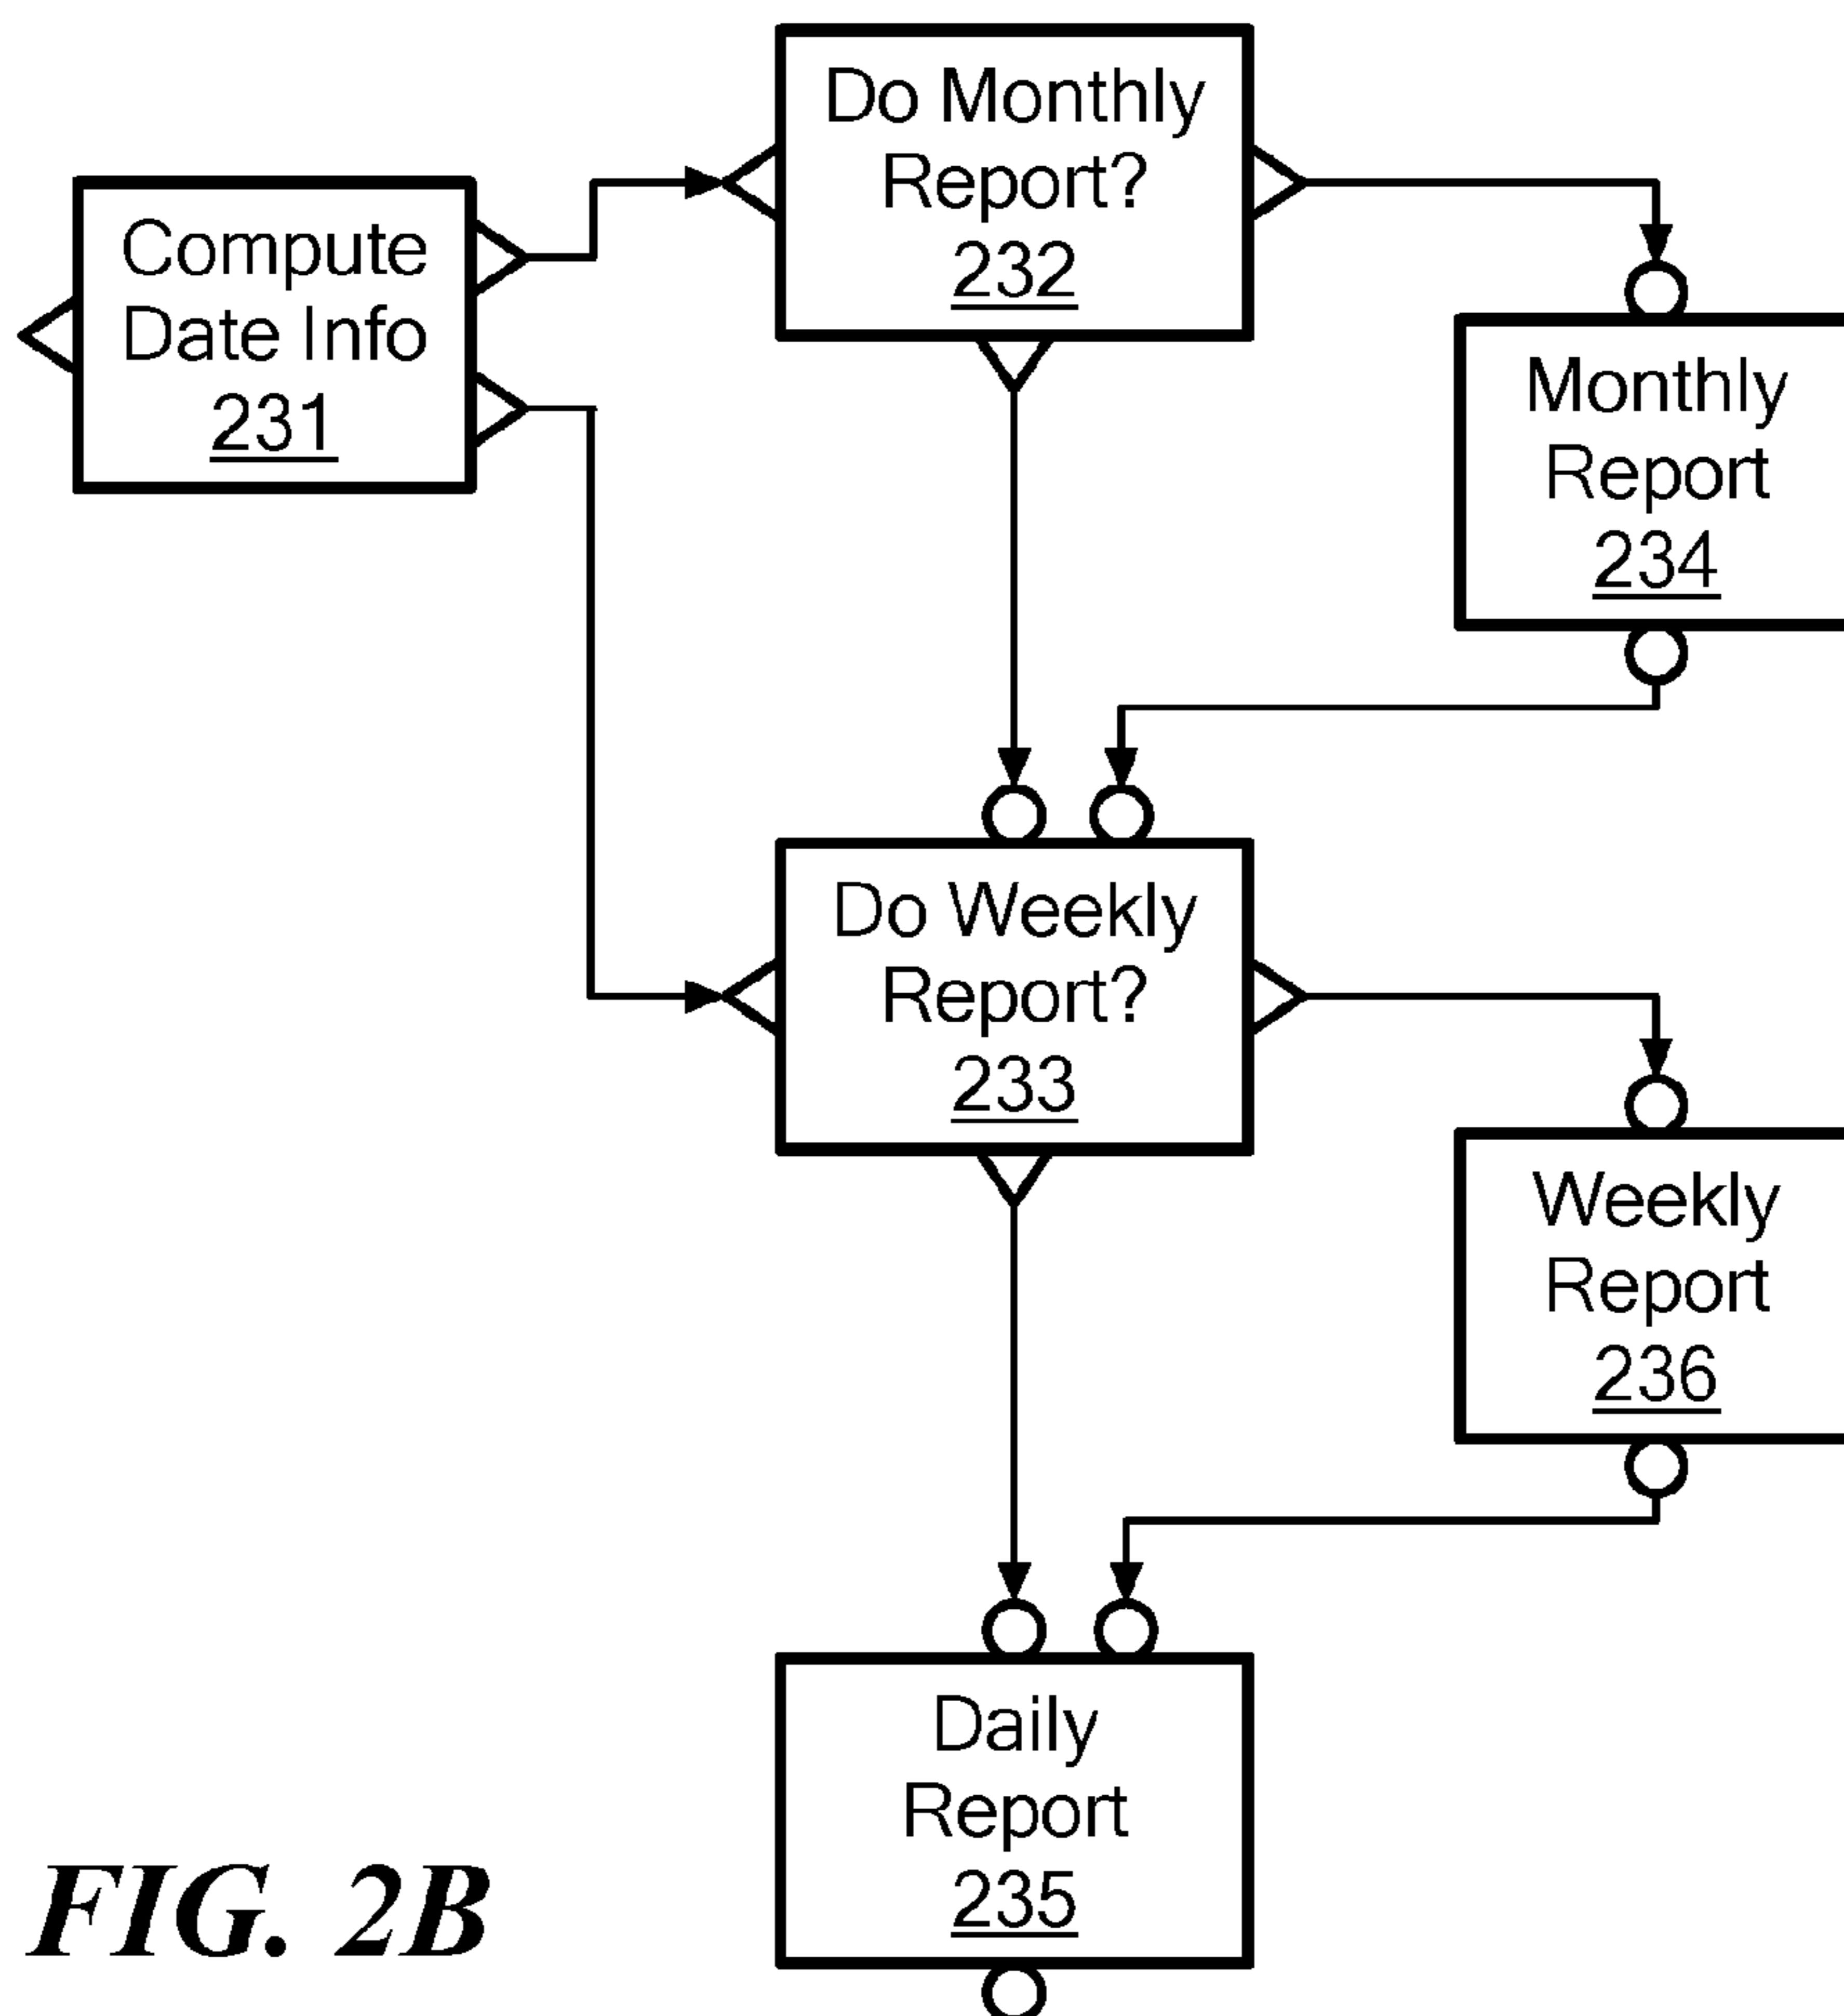 Do Monthly
Report?
232
Compute
Date Info
231
Monthly
Report
234
Do Weekly
Report?
233
Weekly
Report
236
Daily
Report
235
FIG. 2B